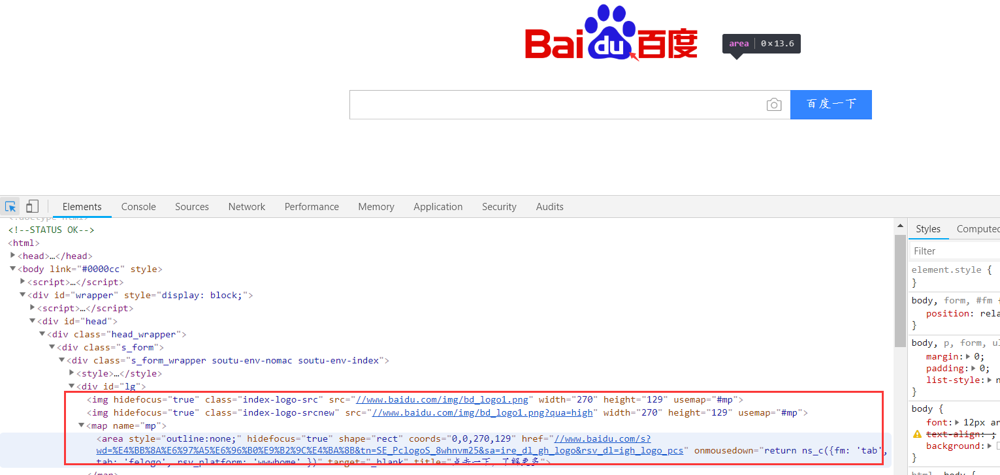 Bai du 百度
area 0×13.6
百度一下
Elements Console Sources Network Performance Memory Application Security Audits
<!doctype html>
<!--STATUS OK-->
<html>
<head>…</head>
<body link="#0000cc" style>
<script>…</script>
<div id="wrapper" style="display: block;">
<script>…</script>
<div id="head">
<div class="head_wrapper">
<div class="s_form">
<div class="s_form_wrapper soutu-env-nomac soutu-env-index">
<style>…</style>
<div id="lg">
<img hidefocus="true" class="index-logo-src" src="//www.baidu.com/img/bd_logo1.png" width="270" height="129" usemap="#mp">
<img hidefocus="true" class="index-logo-srcnew" src="//www.baidu.com/img/bd_logo1.png?qua=high" width="270" height="129" usemap="#mp">
<map name="mp">
<area style="outline:none;" hidefocus="true" shape="rect" coords="0,0,270,129" href="//www.baidu.com/s?
wd=%E4%BB%8A%E6%97%A5%E6%96%B0%E9%B2%9C%E4%BA%8B&tn=SE_PclogoS_8whnvm25&sa=ire_dl_gh_logo&rsv_dl=igh_logo_pcs" onmousedown="return ns_c({fm: 'tab',
tab: 'felogo', rsv_platform: 'wwwhome' })" target="_blank" title="点击一下，了解更多">
</map>
Styles Computed
Filter
element.style {
}
body, form, #fm {
position: rela
}
body, p, form, ul
margin: 0;
padding: 0;
list-style: n
}
body {
font: 12px ar
text-align: ;
background:
}
html, body {